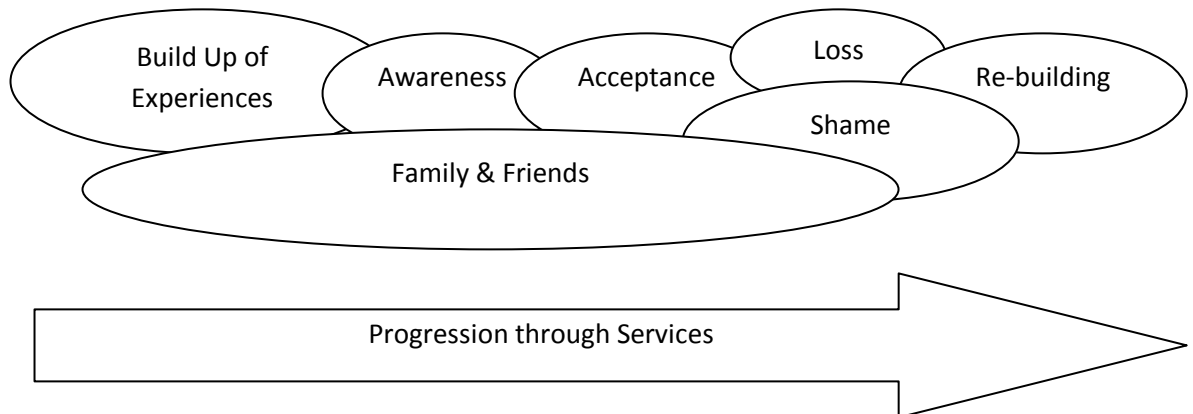 Build Up of
Experiences
Awareness
Acceptance
Loss
Re-building
Shame
Family & Friends
Progression through Services